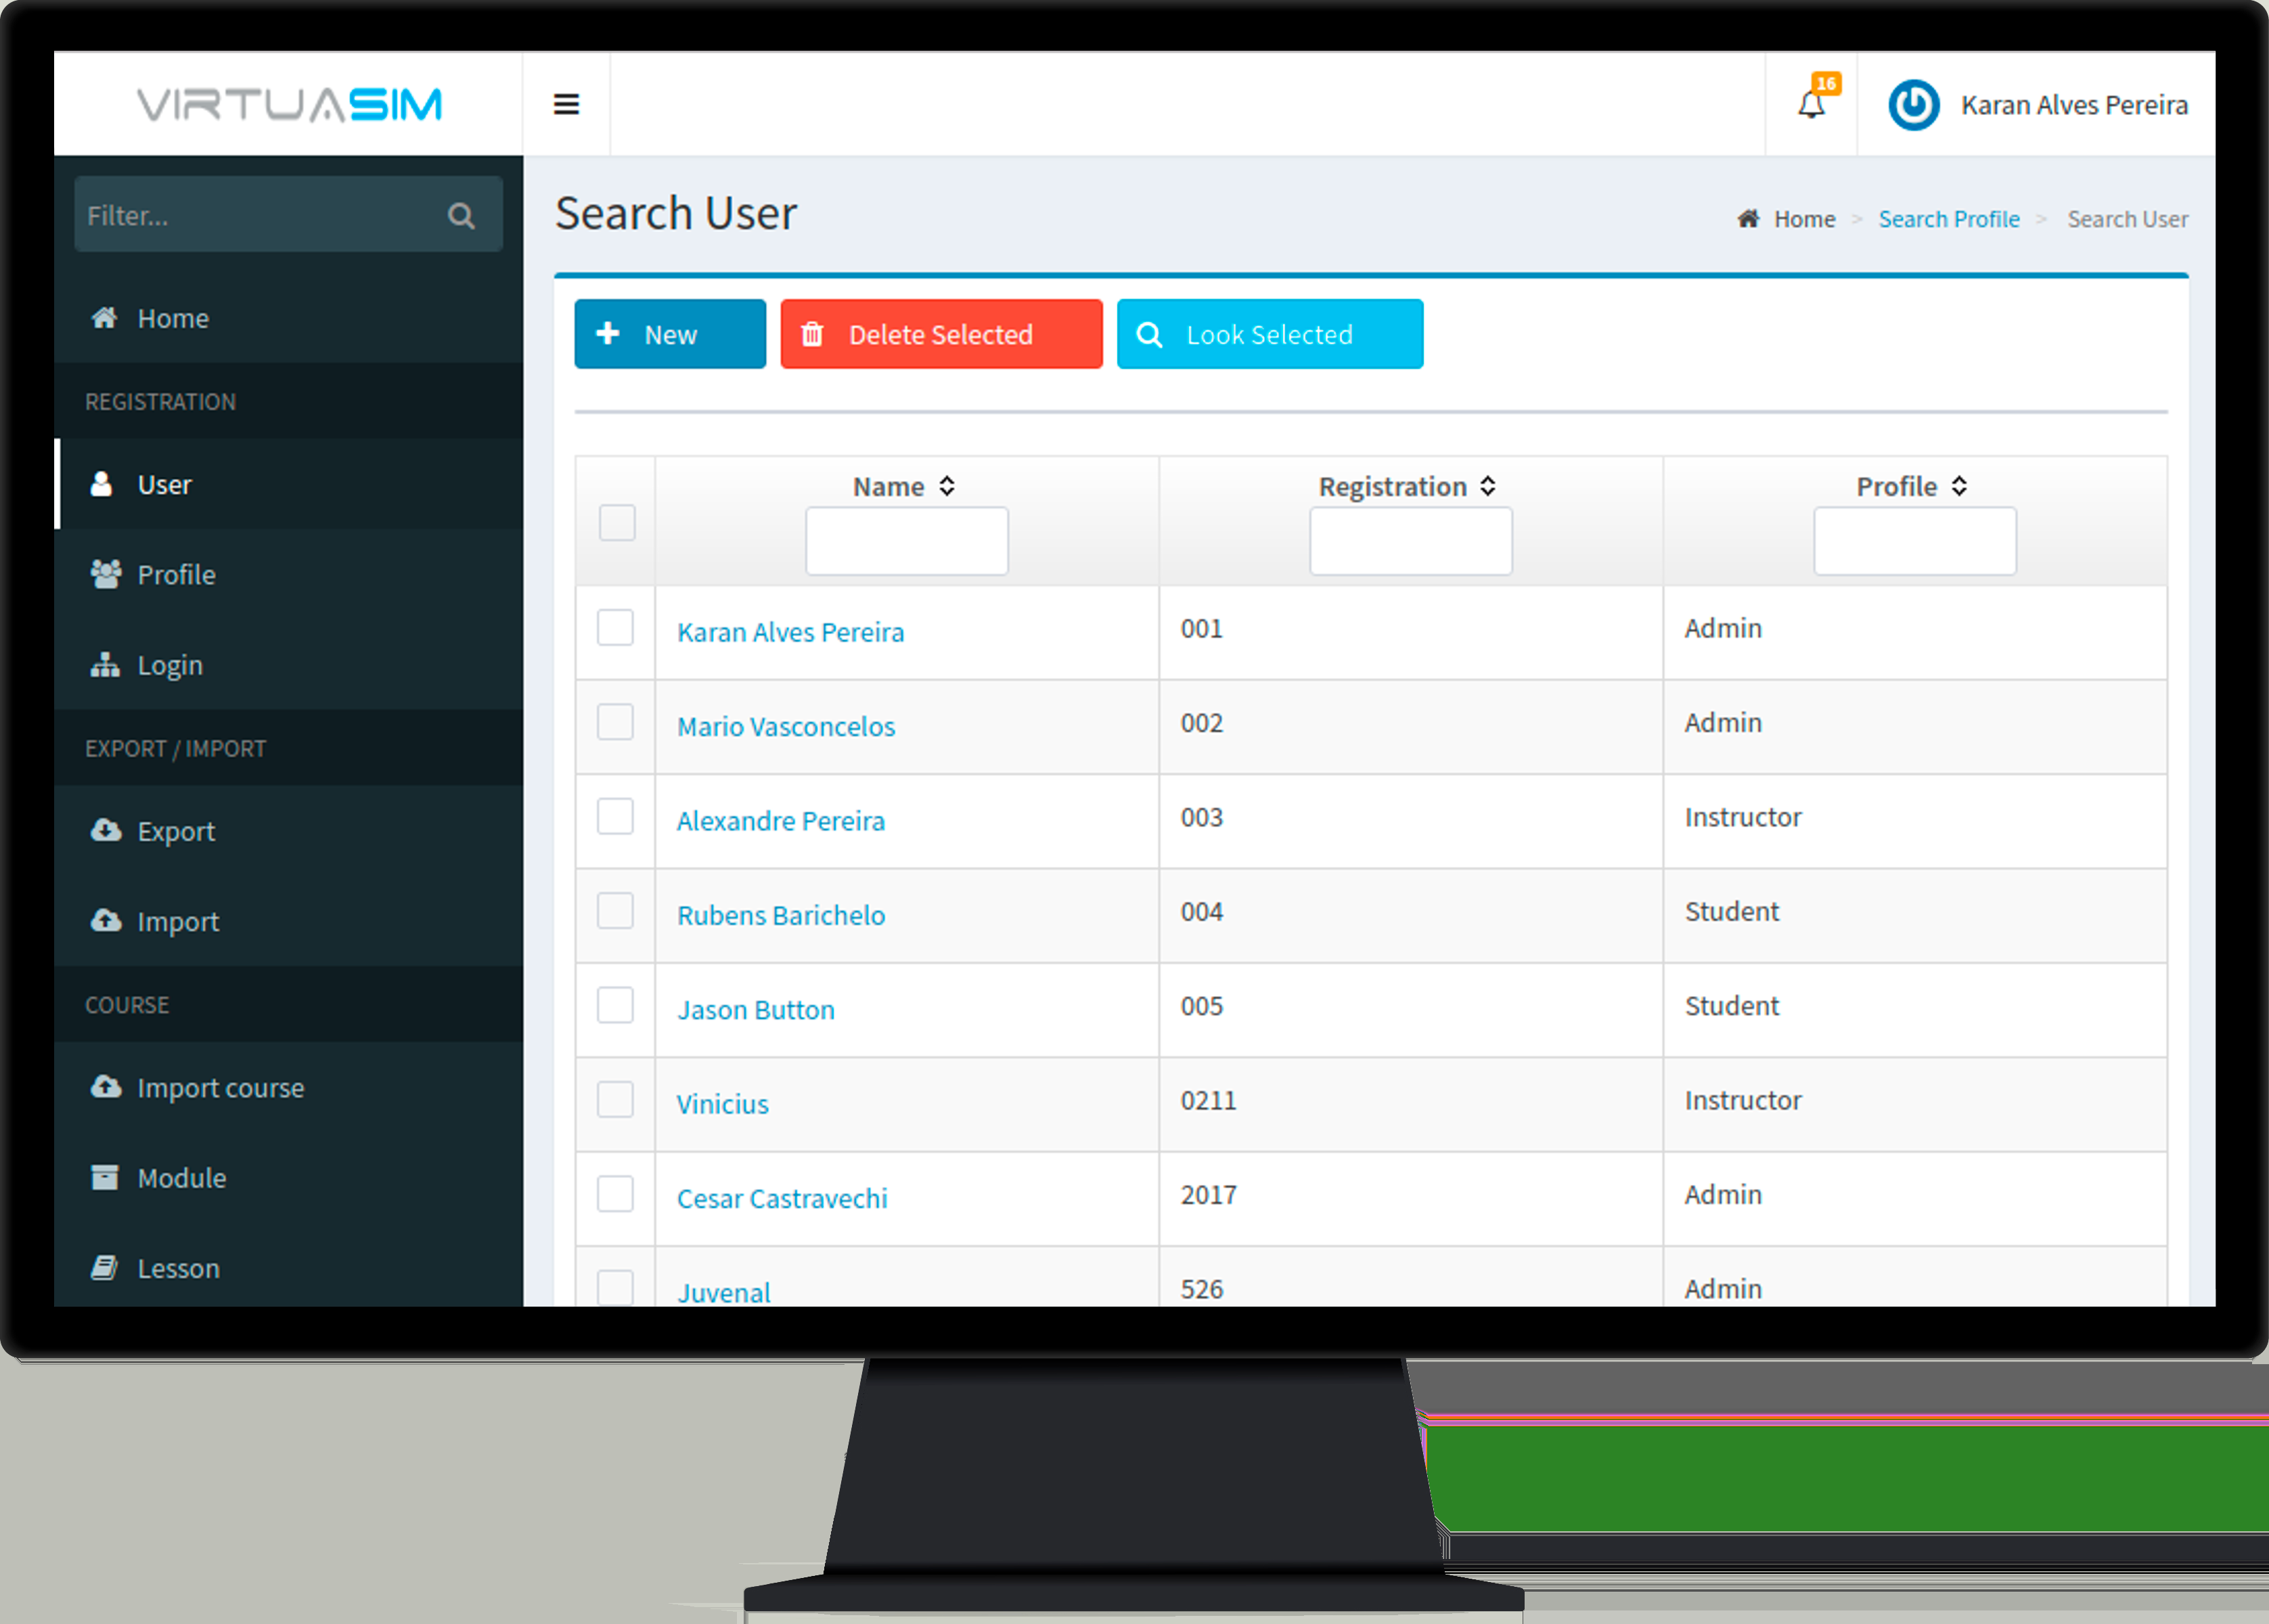 VIRTUASIM
16
Karan Alves Pereira
Filter...
Home
REGISTRATION
User
Profile
Login
EXPORT / IMPORT
Export
Import
COURSE
Import course
Module
Lesson
Search User
Home > Search Profile > Search User
New Delete Selected Look Selected
Name Registration Profile
Karan Alves Pereira 001 Admin
Mario Vasconcelos 002 Admin
Alexandre Pereira 003 Instructor
Rubens Barichelo 004 Student
Jason Button 005 Student
Vinicius 0211 Instructor
Cesar Castravechi 2017 Admin
Juvenal 526 Admin